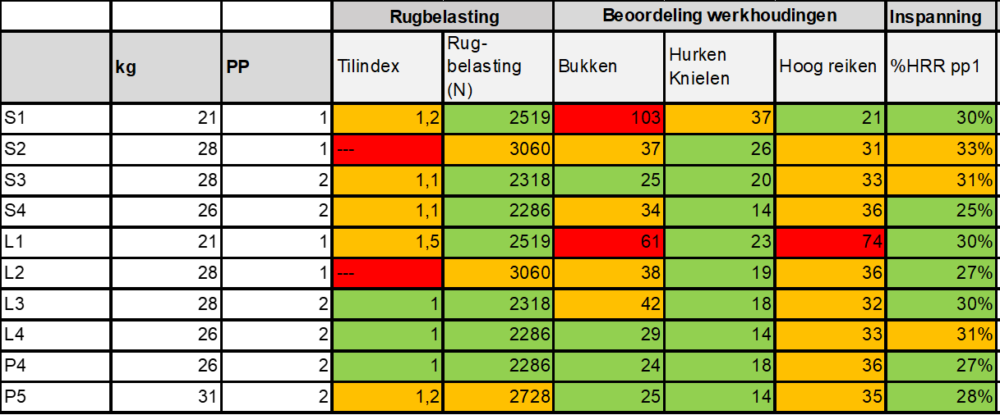 Rugbelasting Beoordeling werkhoudingen Inspanning
kg PP Tilindex Rug-belasting (N) Bukken Hurken Knielen Hoog reiken %HRR pp1
S1 21 1 1,2 2519 103 37 21 30%
S2 28 1 --- 3060 37 26 31 33%
S3 28 2 1,1 2318 25 20 33 31%
S4 26 2 1,1 2286 34 14 36 25%
L1 21 1 1,5 2519 61 23 74 30%
L2 28 1 --- 3060 38 19 36 27%
L3 28 2 1 2318 42 18 32 30%
L4 26 2 1 2286 29 14 33 31%
P4 26 2 1 2286 24 18 36 27%
P5 31 2 1,2 2728 25 14 35 28%